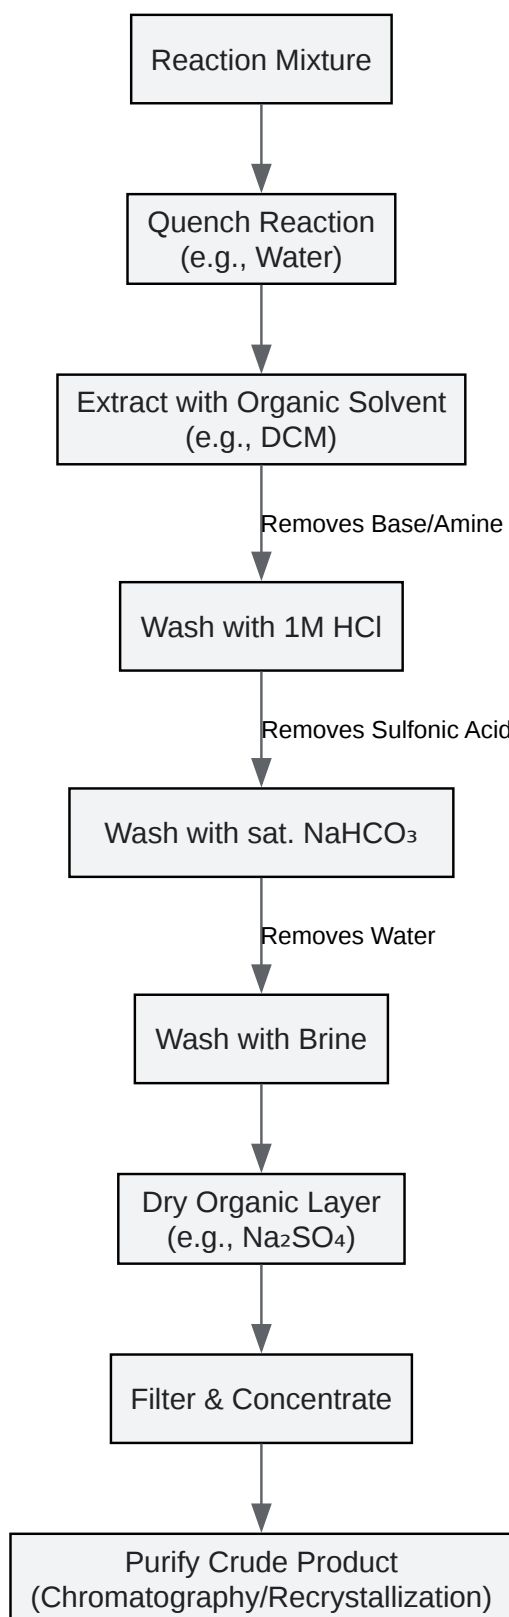 Reaction Mixture
Quench Reaction
(e.g., Water)
Extract with Organic Solvent
(e.g., DCM)
Removes Base/Amine
Wash with 1M HCl
Removes Sulfonic Acid
Wash with sat. NaHCO₃
Removes Water
Wash with Brine
Dry Organic Layer
(e.g., Na₂SO₄)
Filter & Concentrate
Purify Crude Product
(Chromatography/Recrystallization)